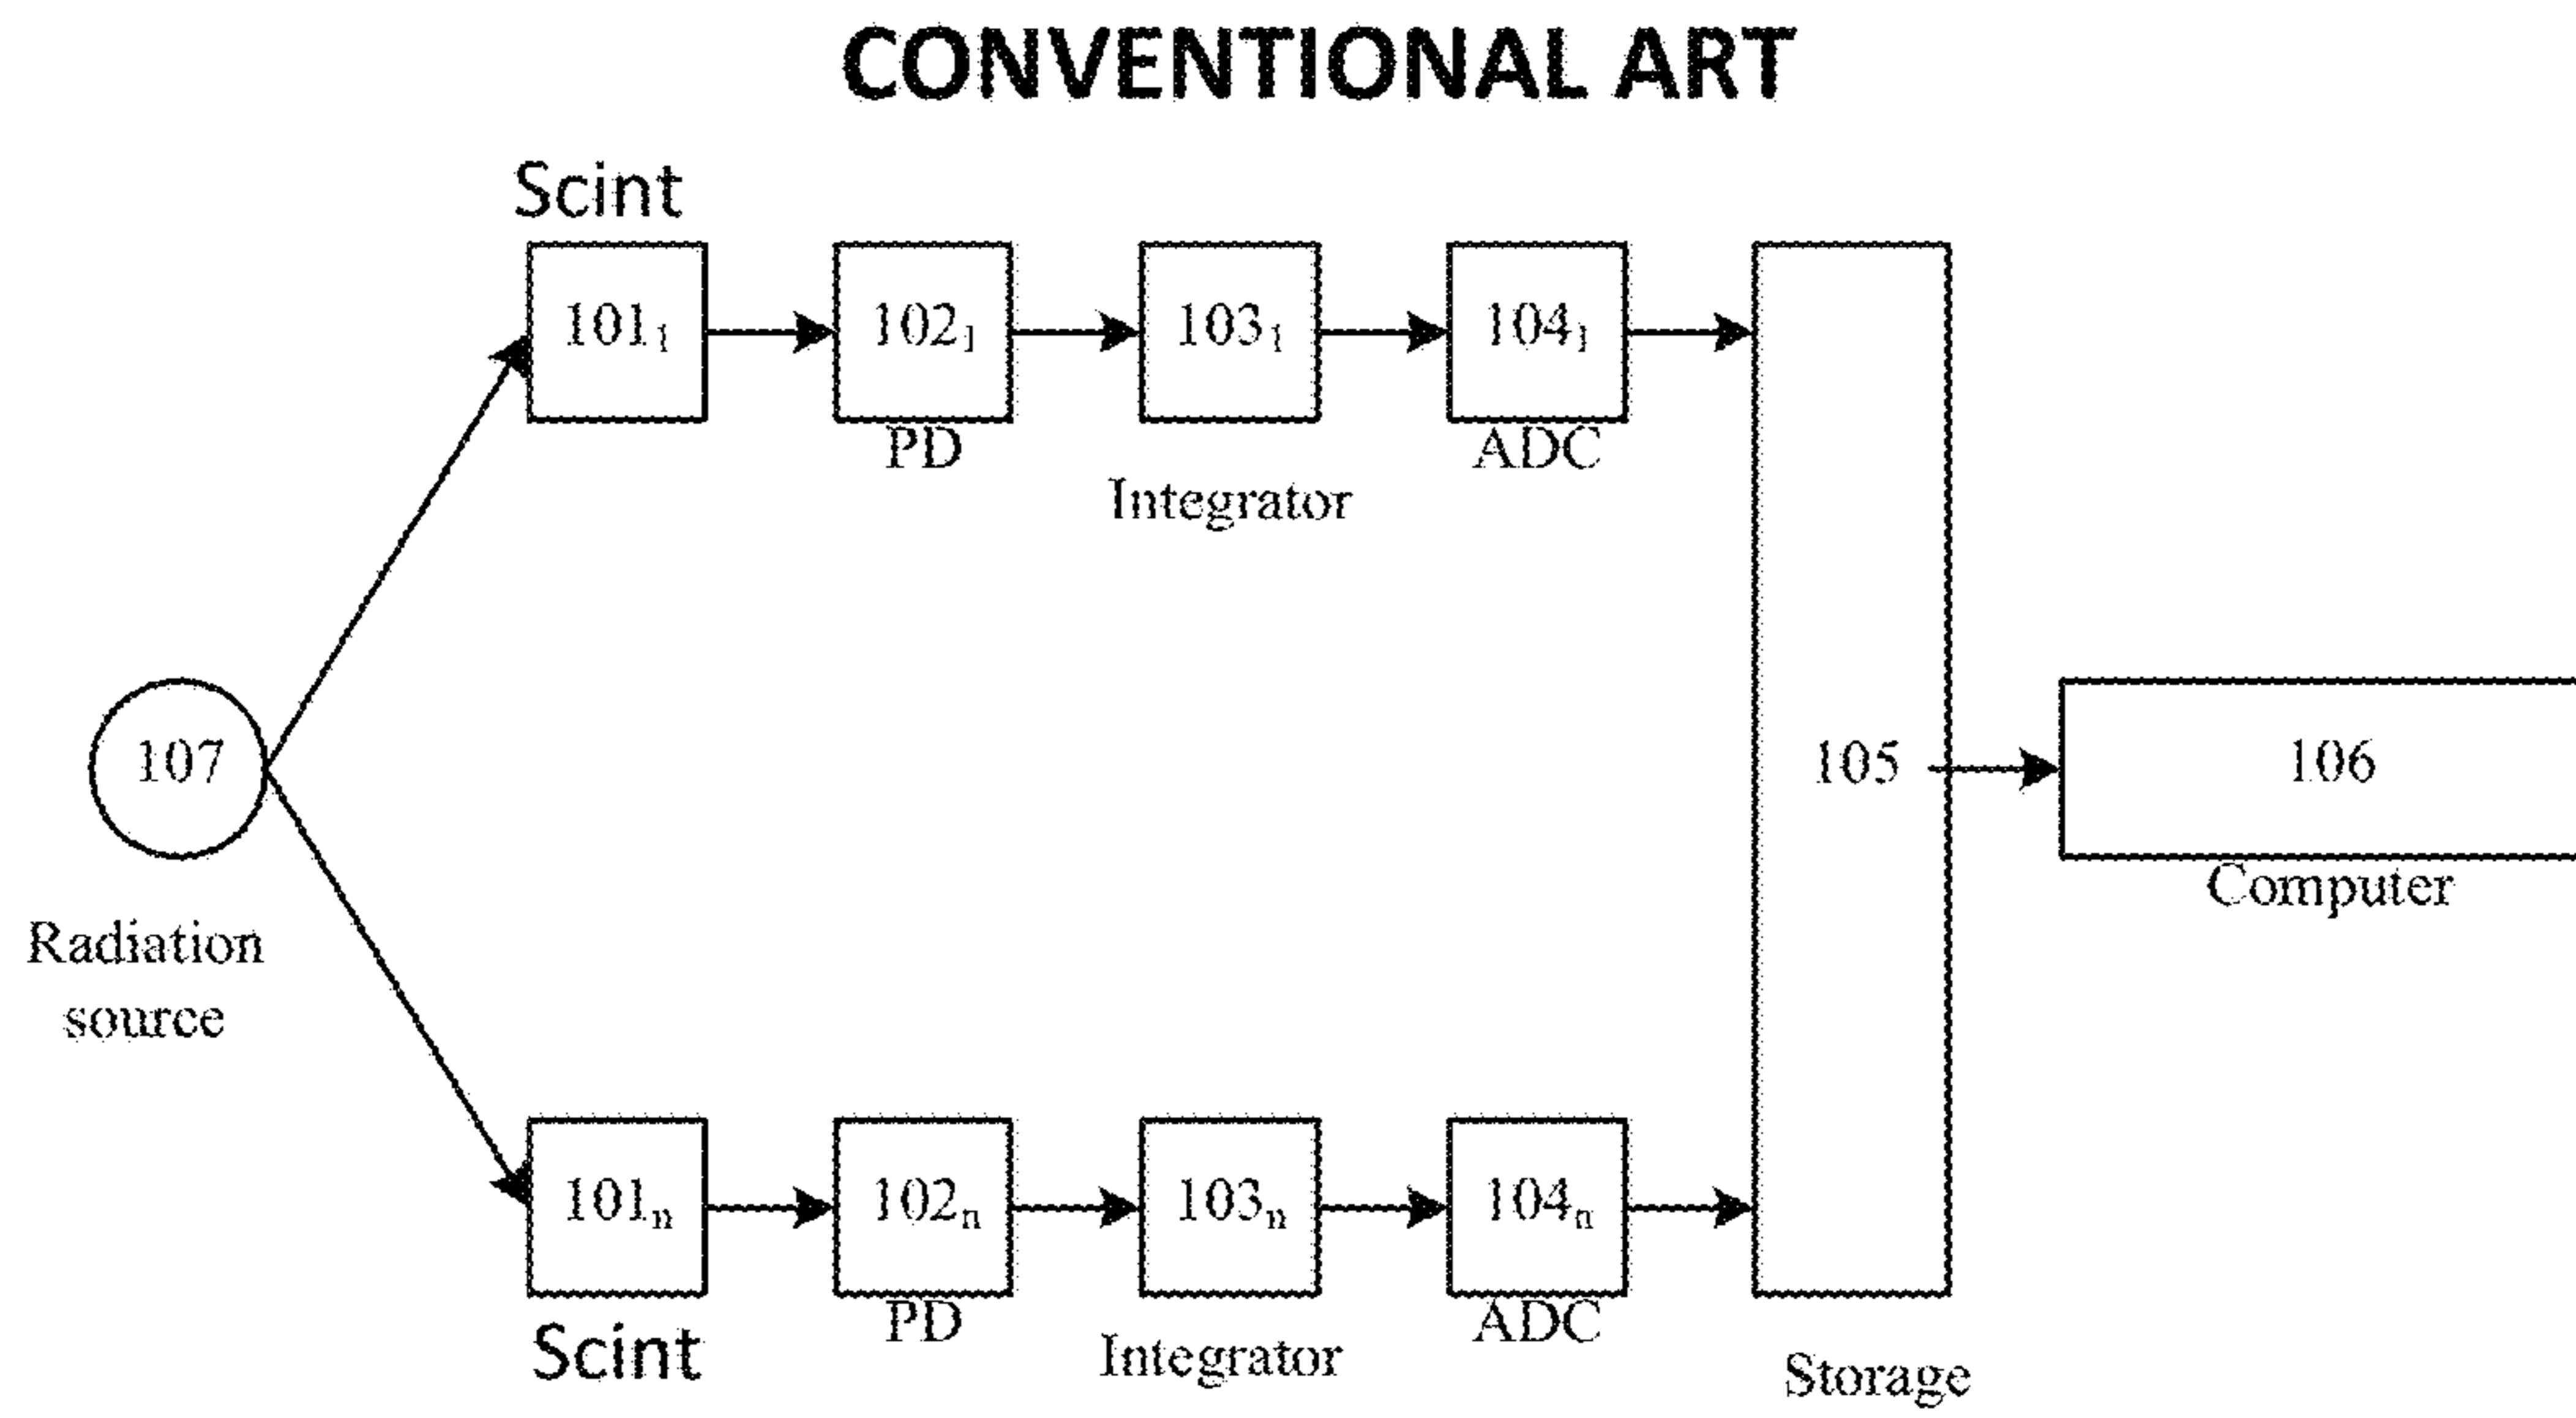 CONVENTIONAL ART
Scint
101₁ 102₁ 103₁ 104₁
PD ADC
Integrator
107 105 106
Computer
Radiation
source
101ₙ 102ₙ 103ₙ 104ₙ
PD ADC
Scint Integrator
Storage